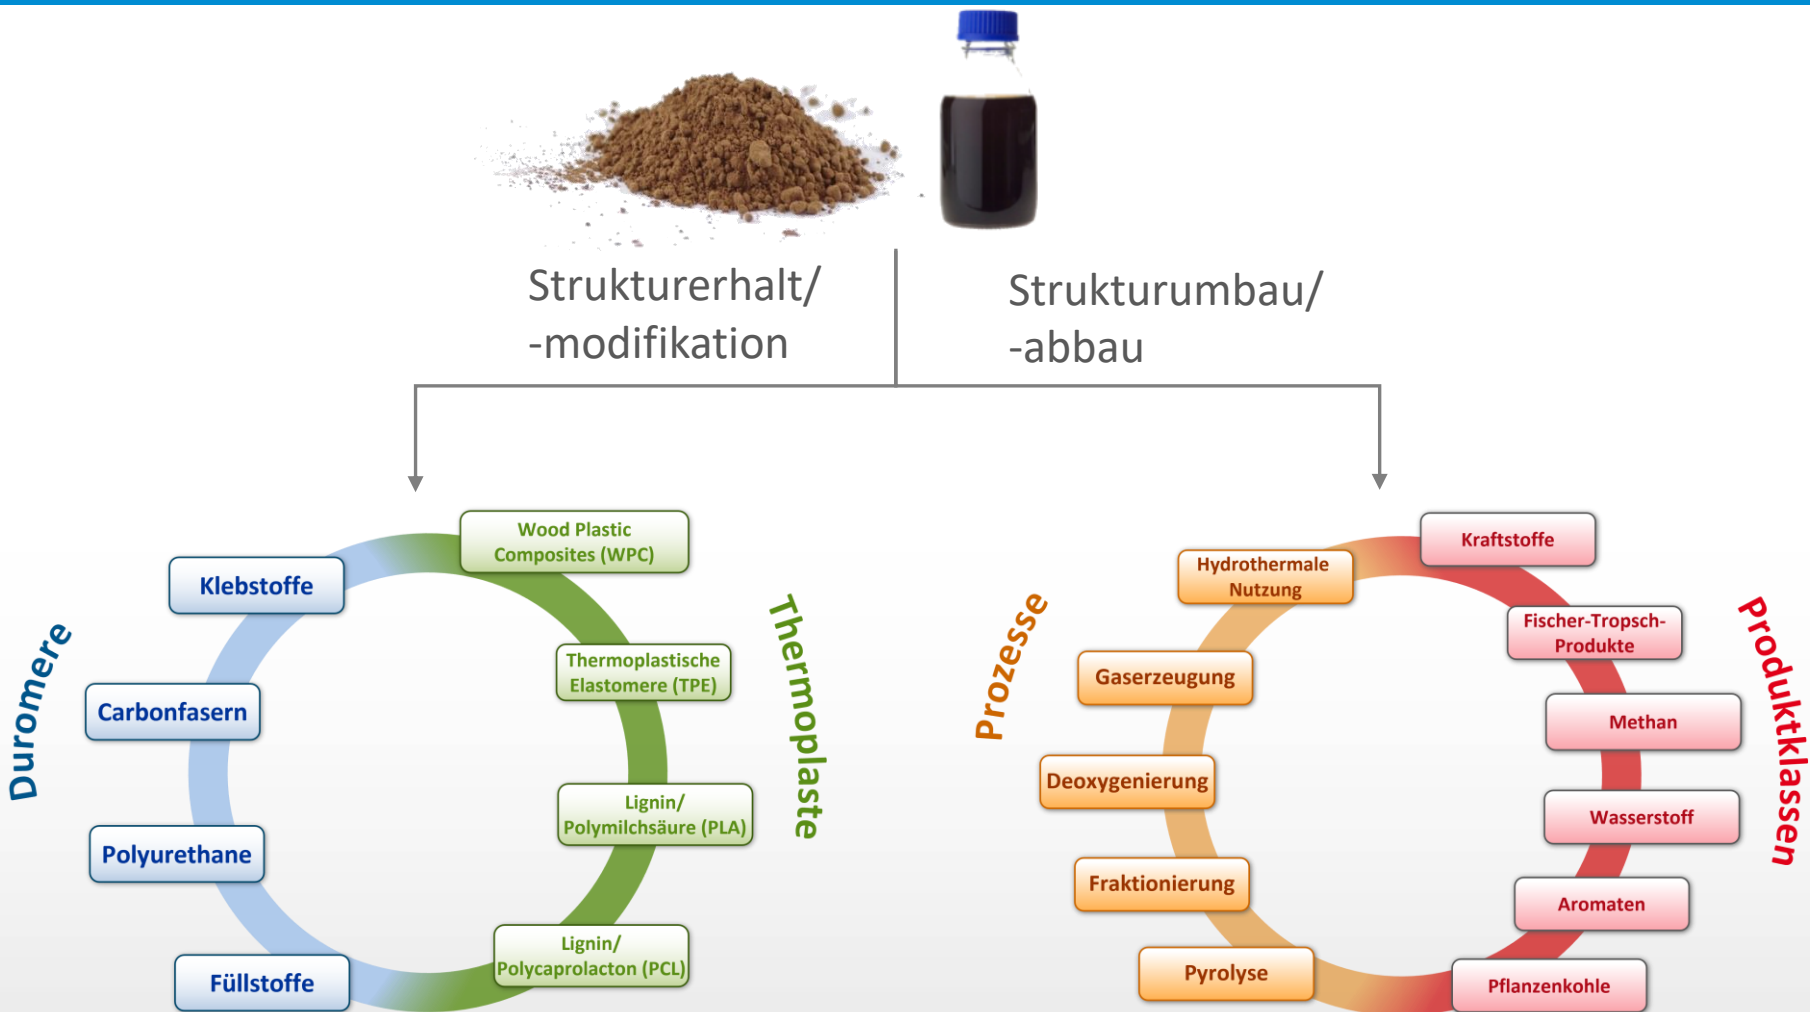 Strukturerhalt/
-modifikation
Strukturumbau/
-abbau
Duromere
Klebstoffe
Carbonfasern
Polyurethane
Füllstoffe
Wood Plastic
Composites (WPC)
Thermoplastische
Elastomere (TPE)
Lignin/
Polymilchsäure (PLA)
Lignin/
Polycaprolacton (PCL)
Thermoplaste
Prozesse
Hydrothermale
Nutzung
Gaserzeugung
Deoxygenierung
Fraktionierung
Pyrolyse
Kraftstoffe
Fischer-Tropsch-
Produkte
Methan
Wasserstoff
Aromaten
Pflanzenkohle
Produktklassen